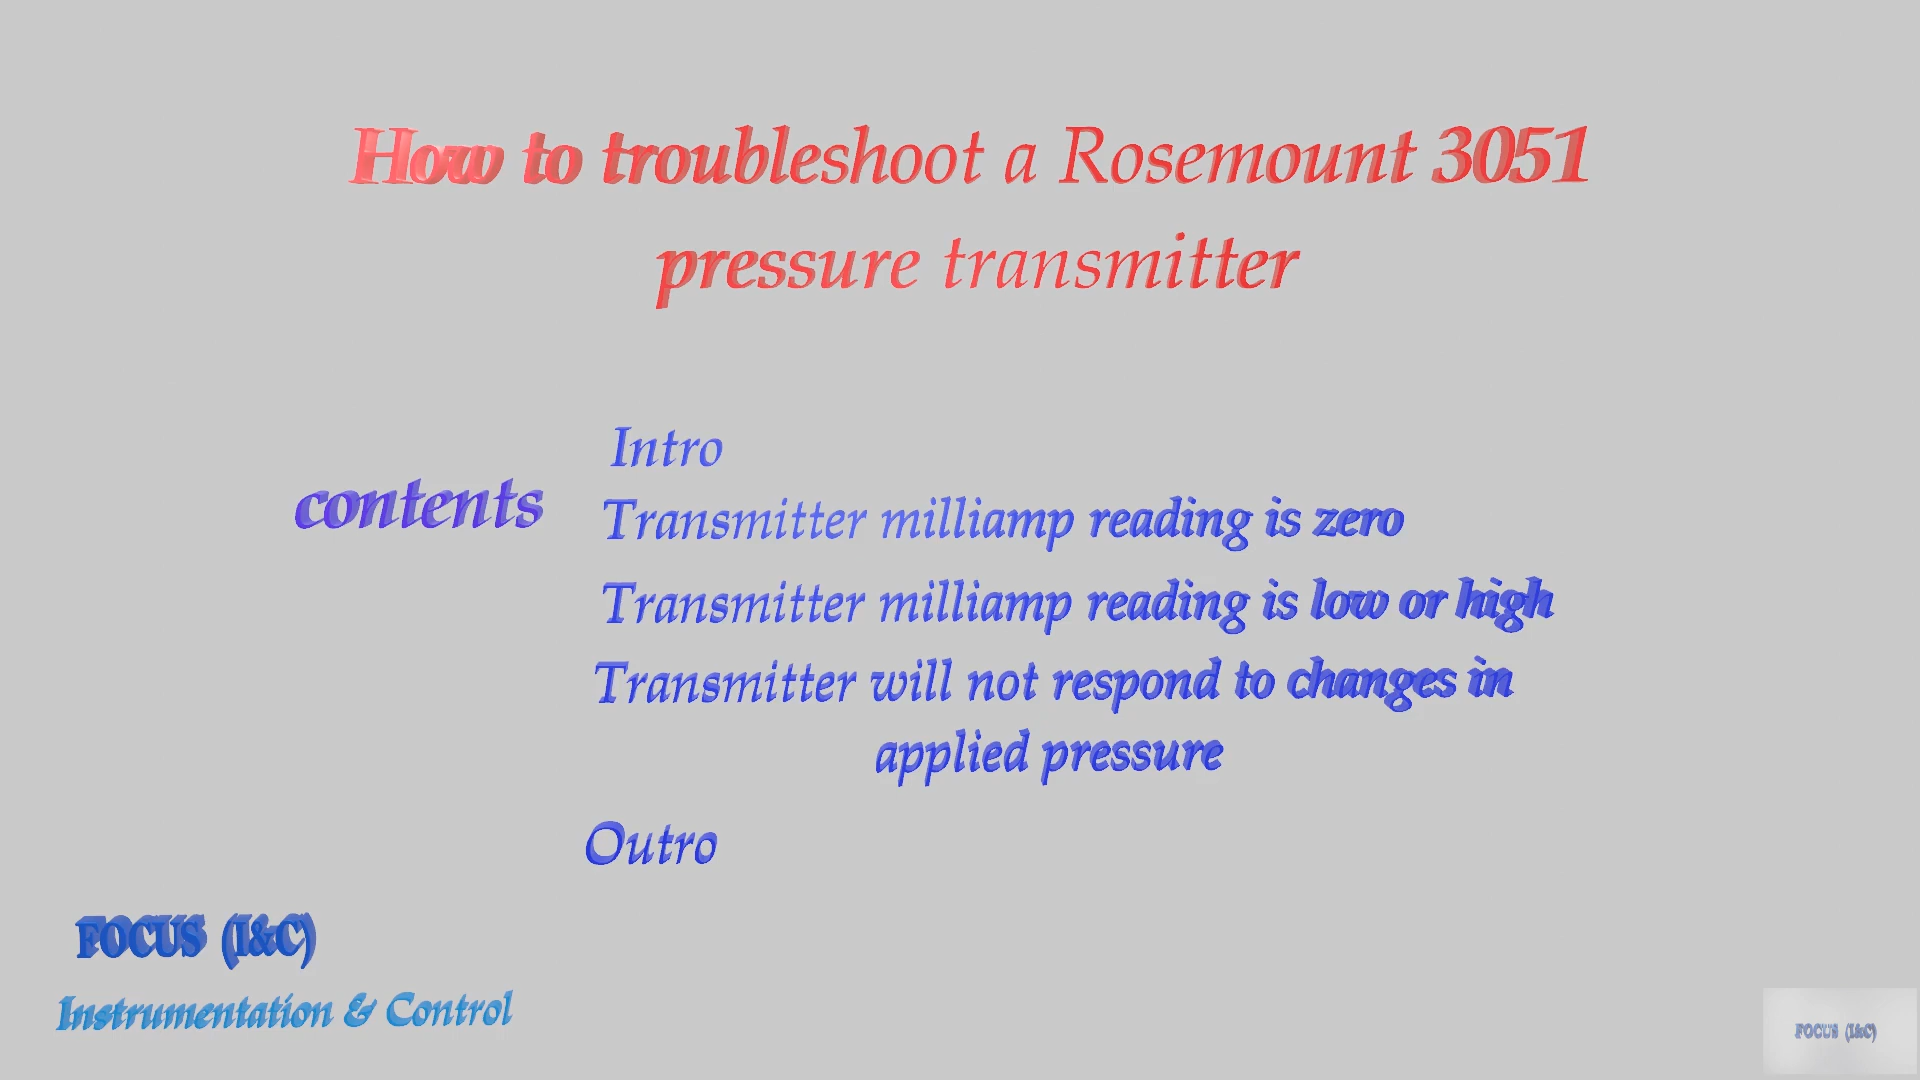 How to troubleshoot a Rosemount 3051
pressure transmitter
contents
Intro
Transmitter milliamp reading is zero
Transmitter milliamp reading is low or high
Transmitter will not respond to changes in
applied pressure
Outro
FOCUS (I&C)
Instrumentation & Control
FOCUS (I&C)